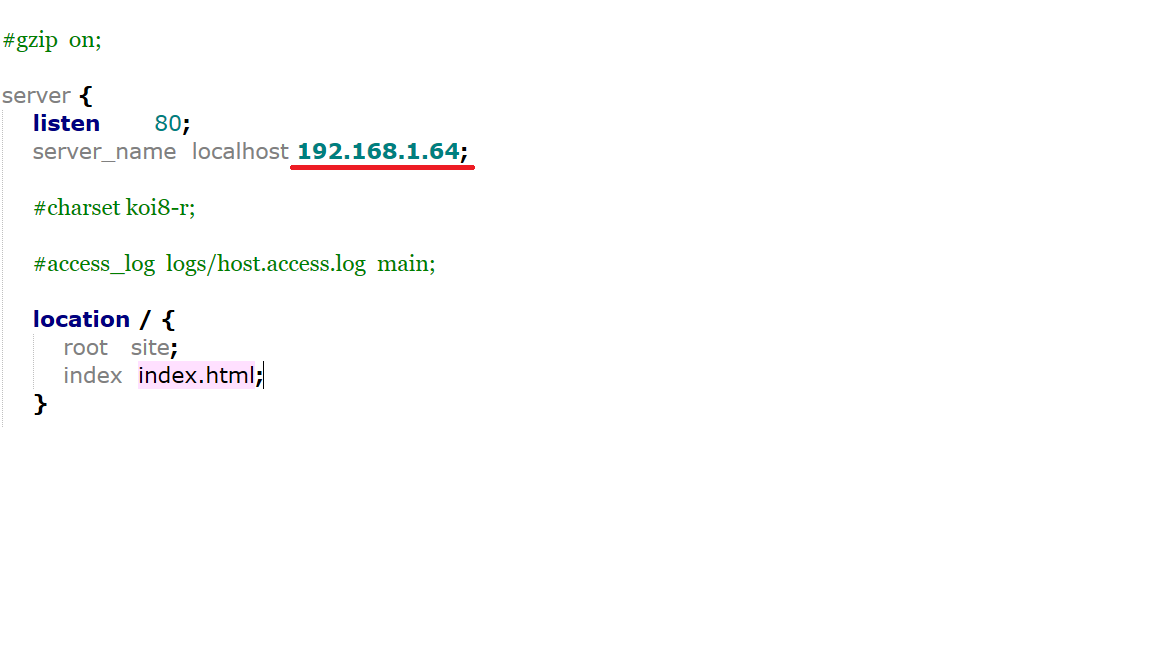 #gzip  on;
server {
listen       80;
server_name  localhost 192.168.1.64;
#charset koi8-r;
#access_log  logs/host.access.log  main;
location / {
root   site;
index  index.html;
}